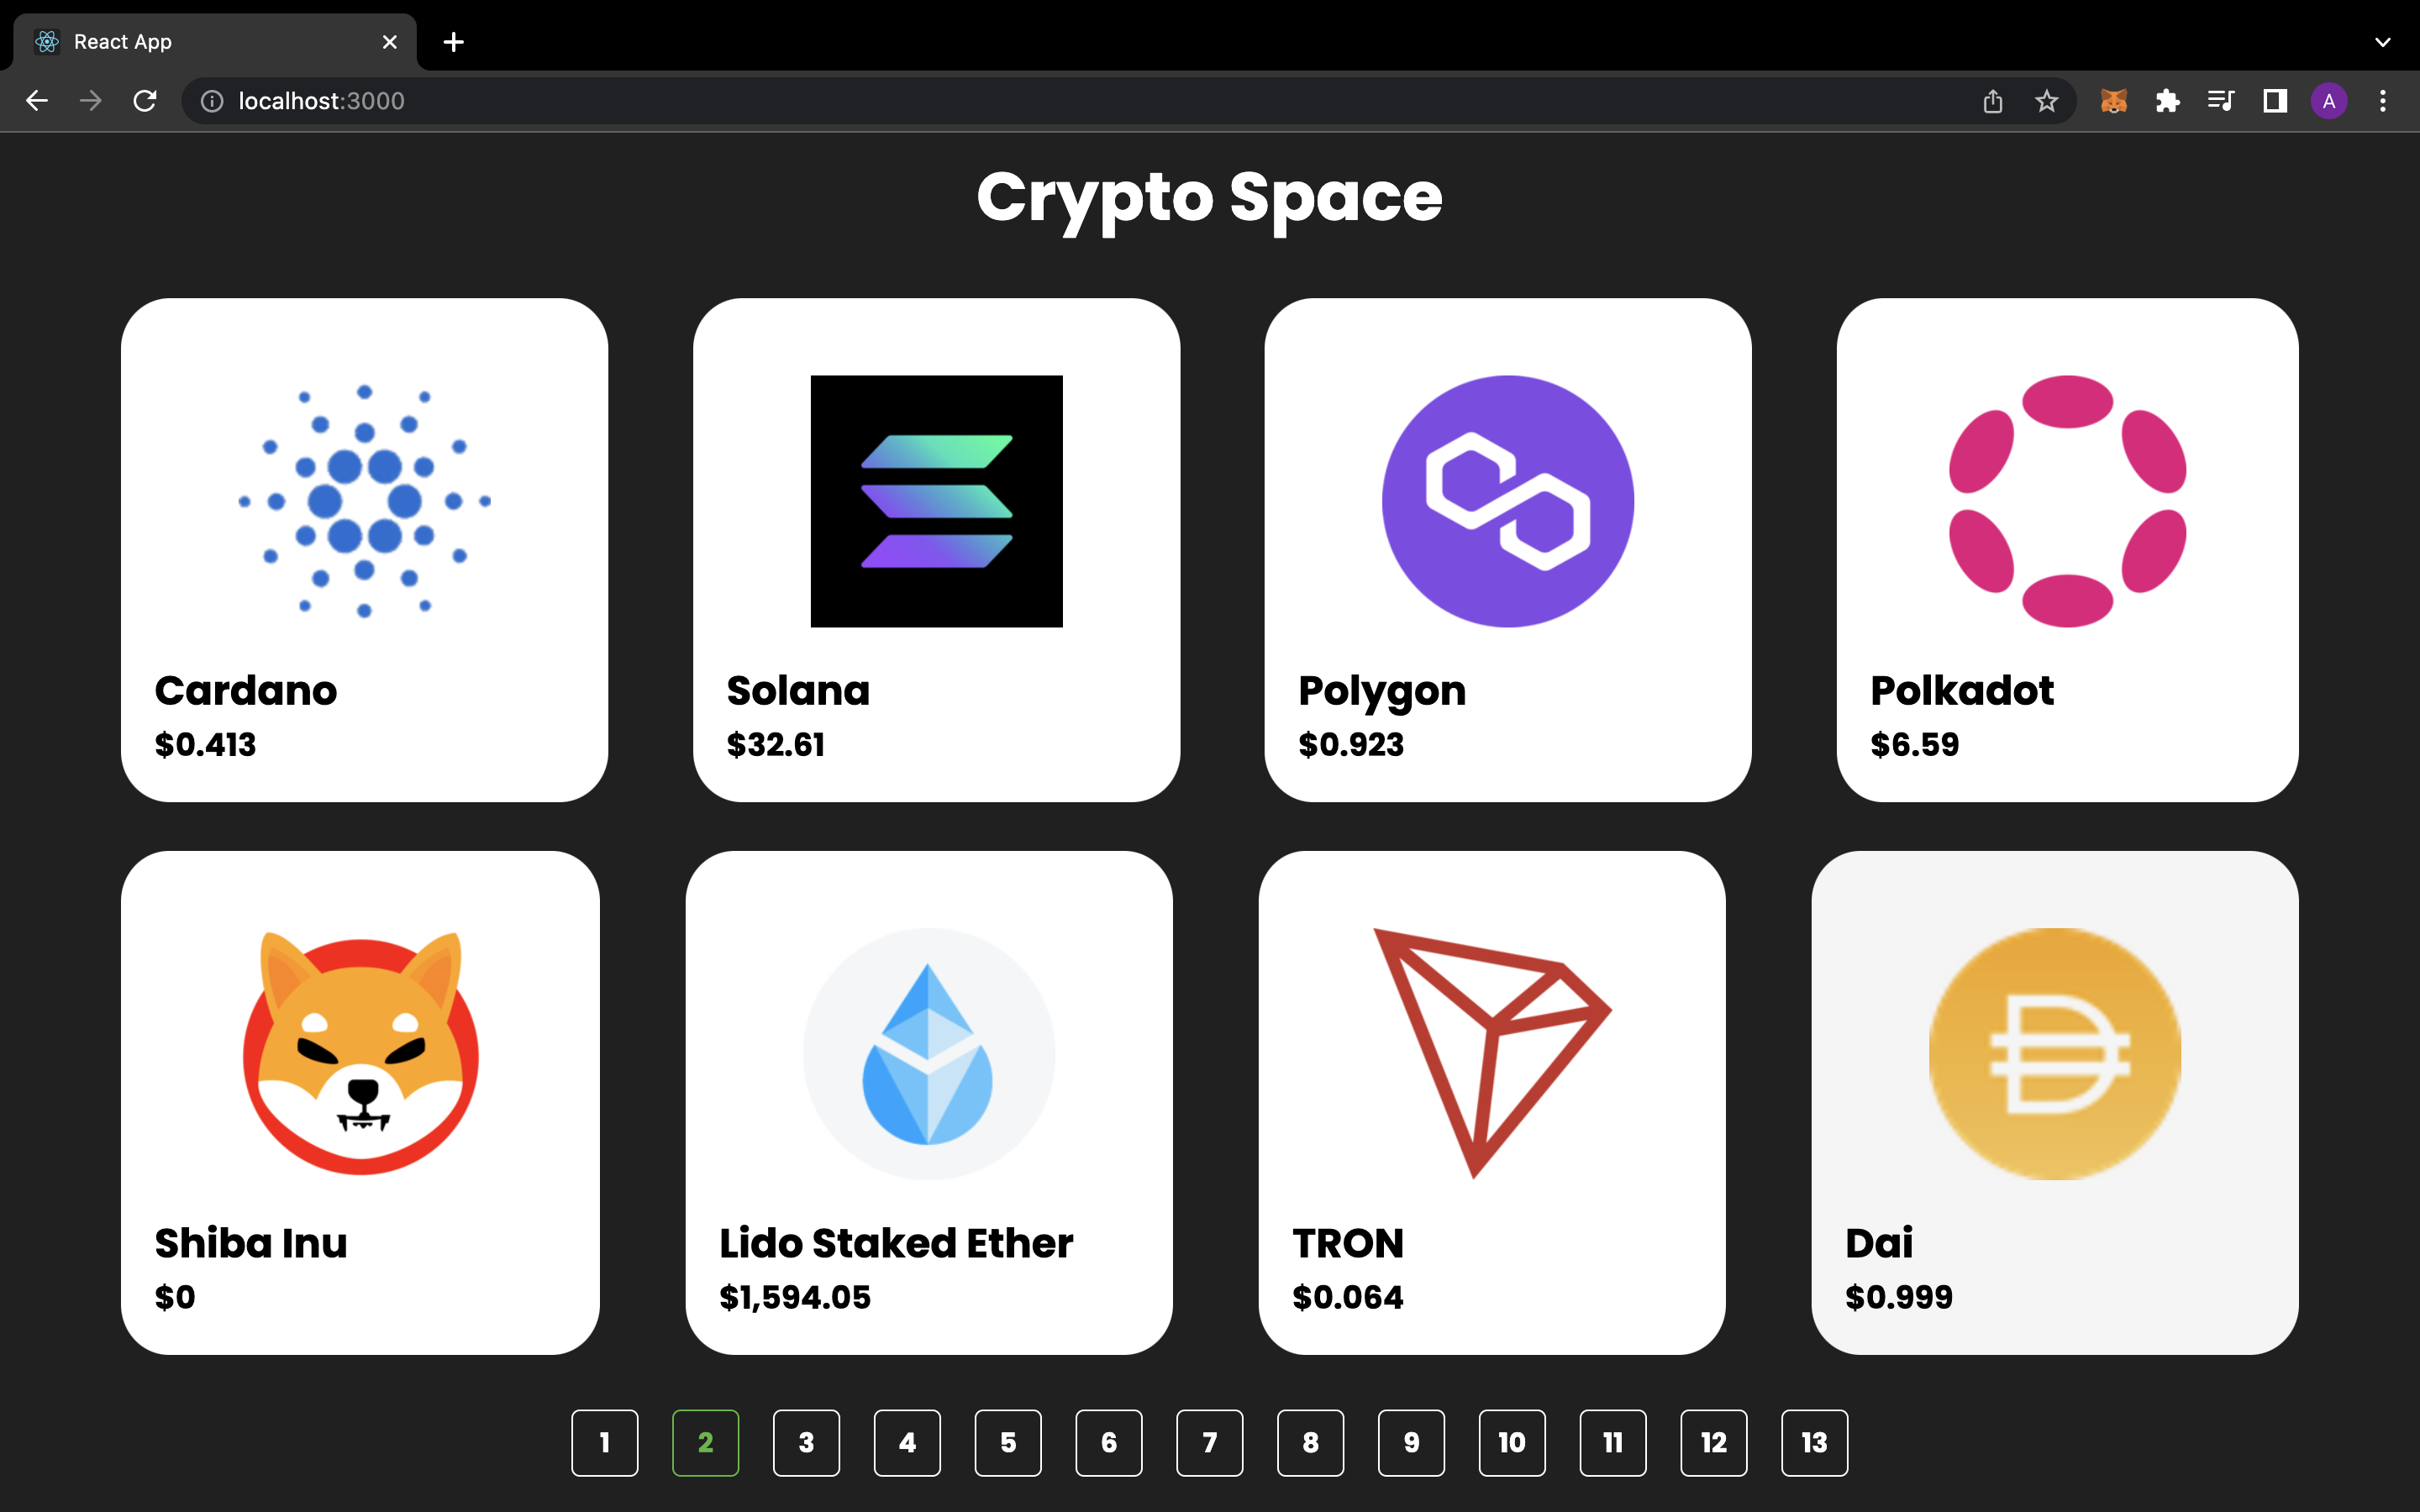 React App
localhost:3000
A
Crypto Space
Cardano
$0.413
Solana
$32.61
Polygon
$0.923
Polkadot
$6.59
Shiba Inu
$0
Lido Staked Ether
$1,594.05
TRON
$0.064
Dai
$0.999
1 2 3 4 5 6 7 8 9 10 11 12 13